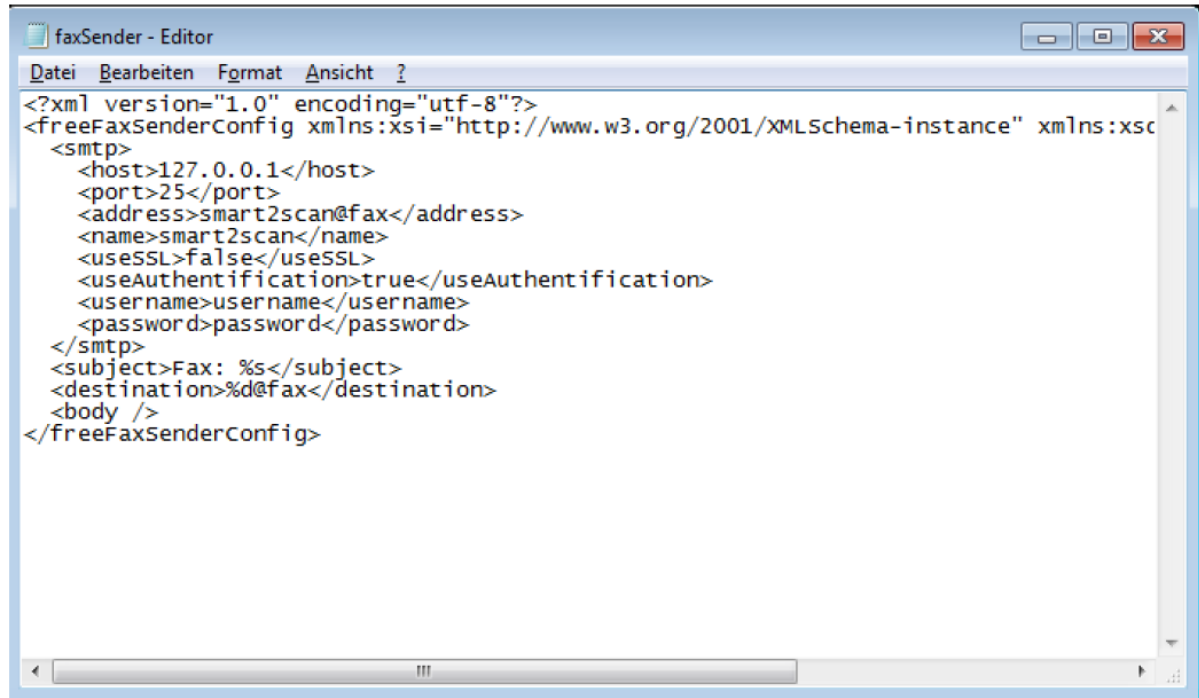 faxSender - Editor
Datei Bearbeiten Format Ansicht ?
<?xml version="1.0" encoding="utf-8"?>
<freeFaxSenderConfig xmlns:xsi="http://www.w3.org/2001/XMLSchema-instance" xmlns:xsd
  <smtp>
    <host>127.0.0.1</host>
    <port>25</port>
    <address>smart2scan@fax</address>
    <name>smart2scan</name>
    <useSSL>false</useSSL>
    <useAuthentification>true</useAuthentification>
    <username>username</username>
    <password>password</password>
  </smtp>
  <subject>Fax: %s</subject>
  <destination>%d@fax</destination>
  <body />
</freeFaxSenderConfig>